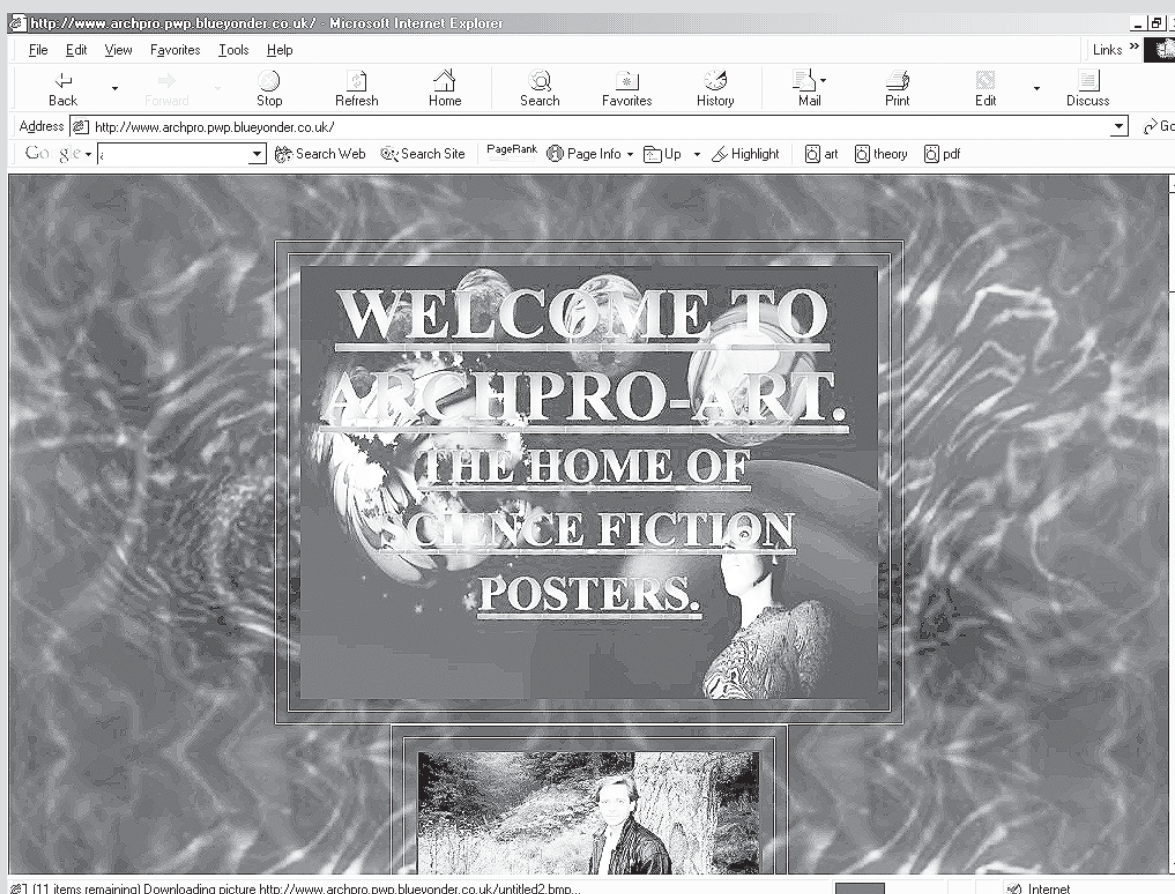 http://www.archpro.pwp.blueyonder.co.uk/ - Microsoft Internet Explorer
File Edit View Favorites Tools Help Links »
Back Forward Stop Refresh Home Search Favorites History Mail Print Edit Discuss
Address http://www.archpro.pwp.blueyonder.co.uk/ Go
Google Search Web Search Site PageRank Page Info Up Highlight art theory pdf
WELCOME TO
ARCHPRO-ART.
THE HOME OF
SCIENCE FICTION
POSTERS.
(11 items remaining) Downloading picture http://www.archpro.pwp.blueyonder.co.uk/untitled2.bmp... Internet